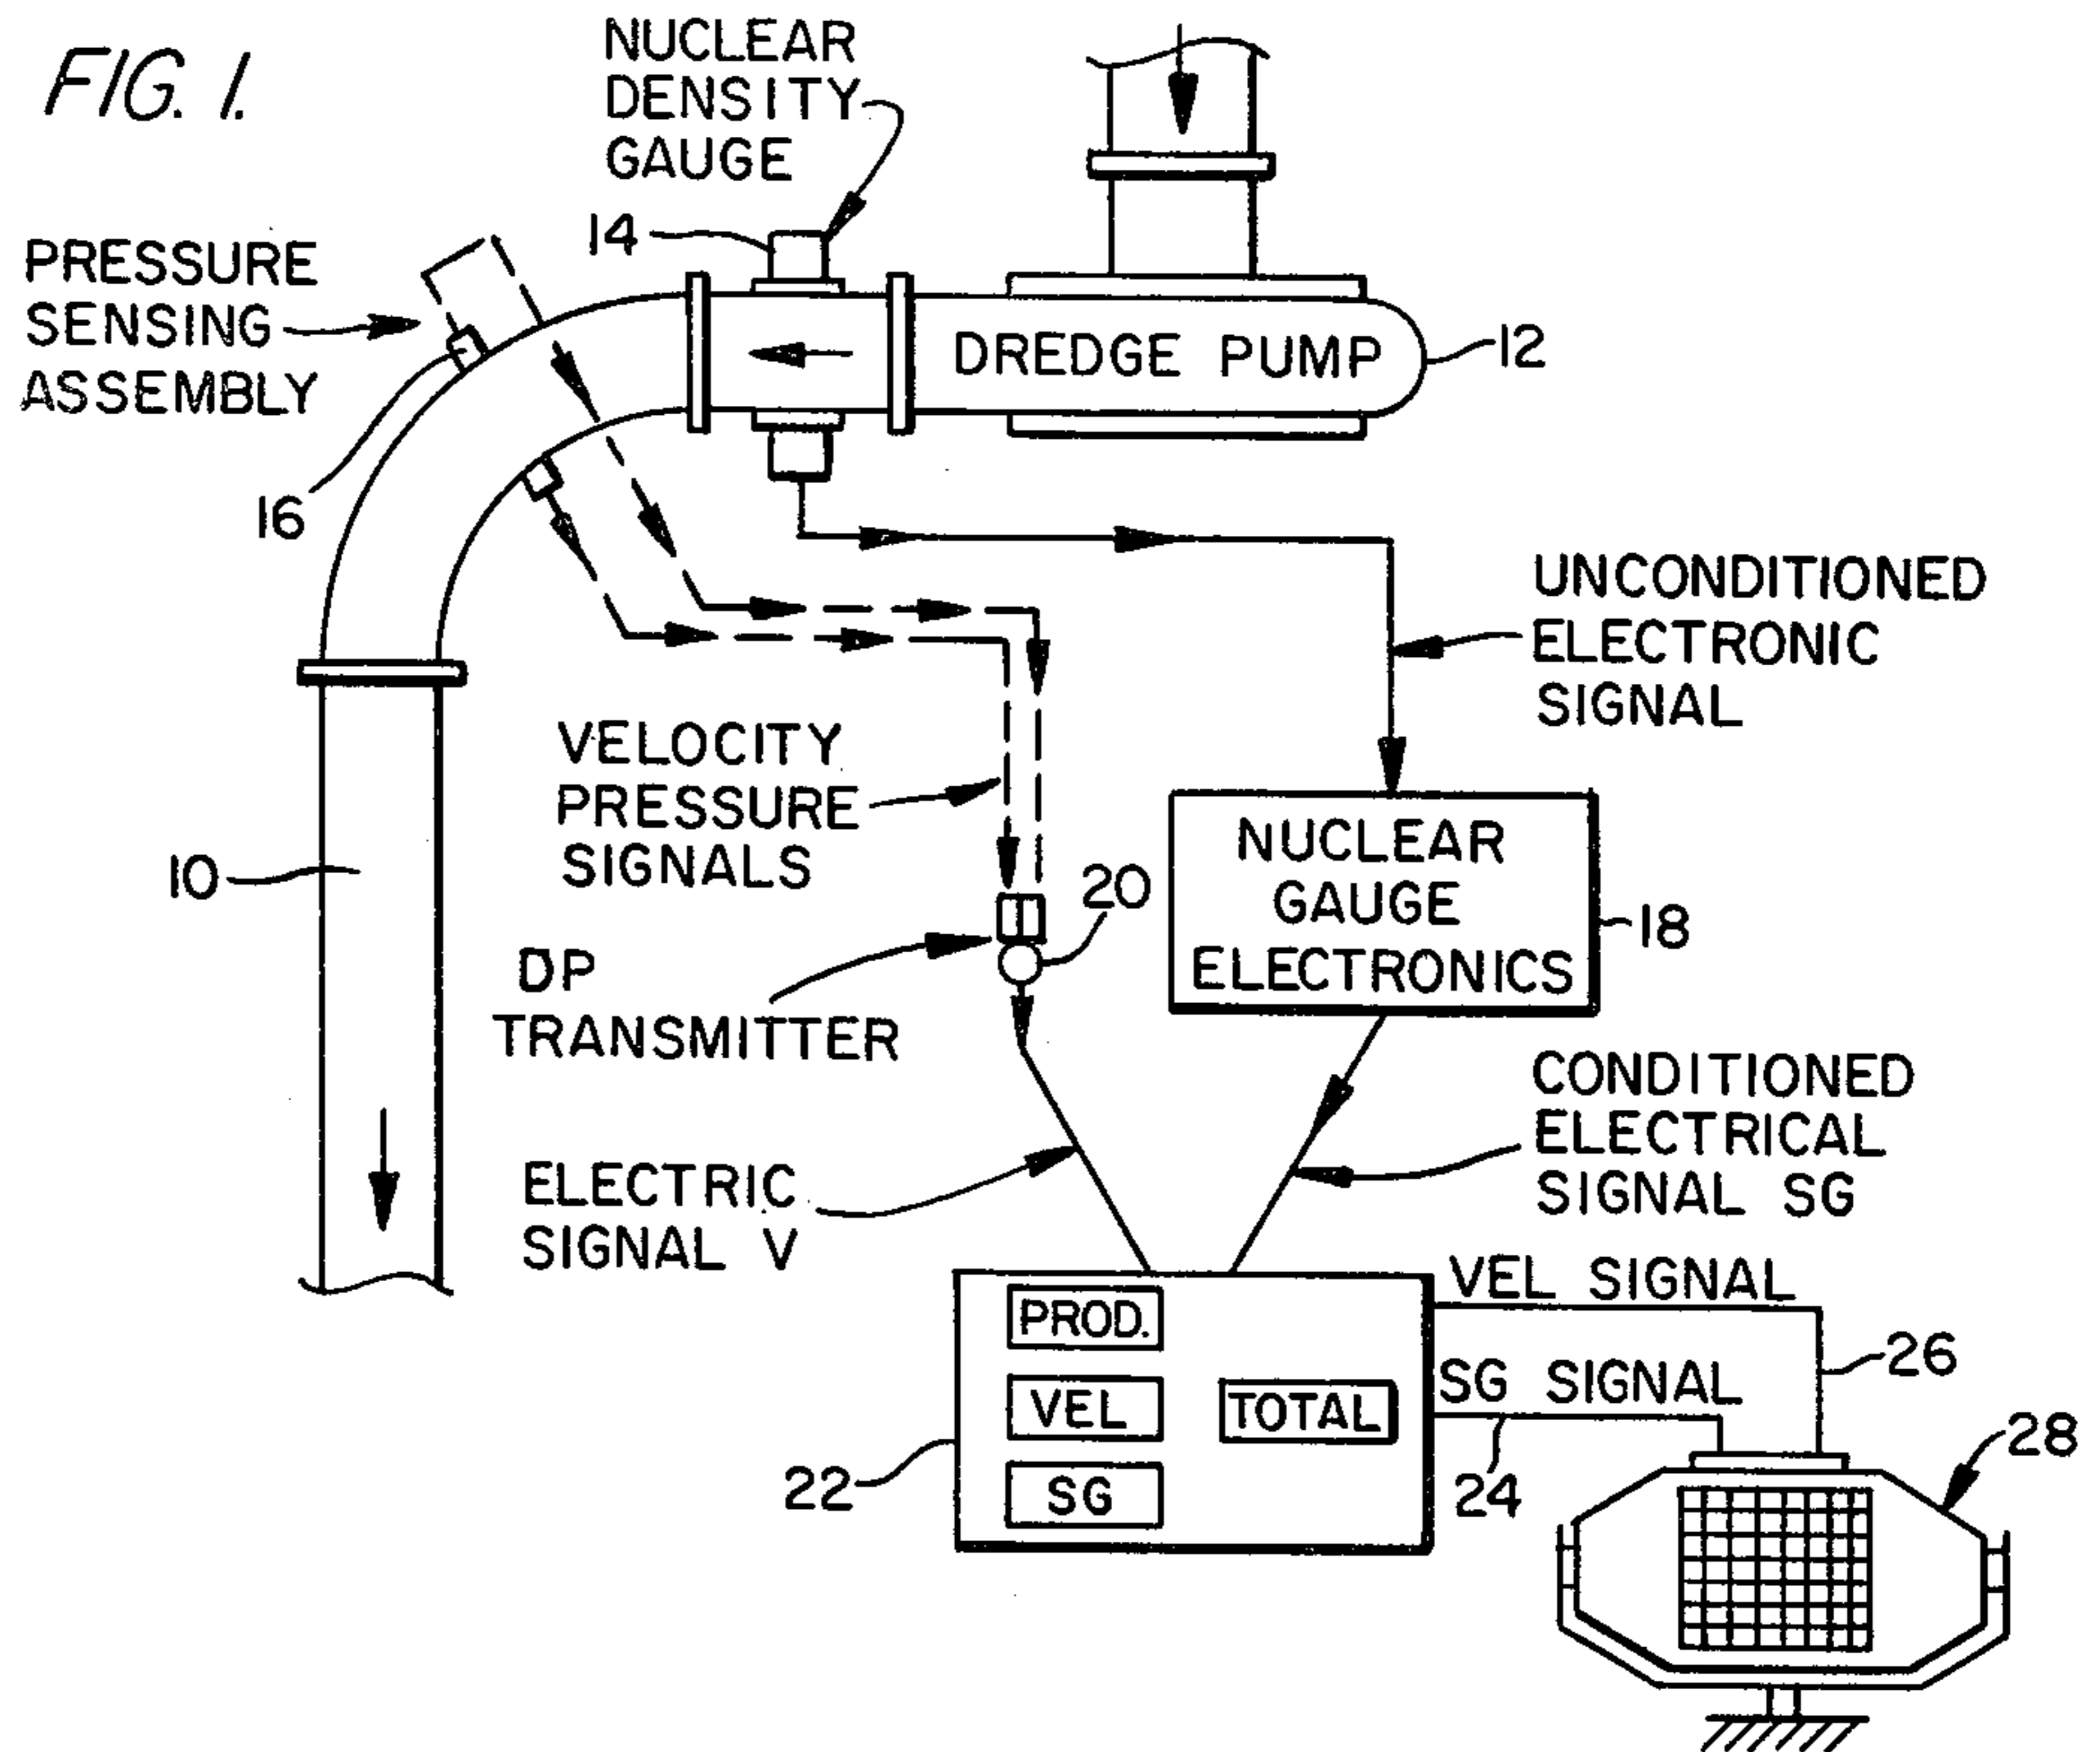 FIG. 1.
NUCLEAR
DENSITY
GAUGE
14
PRESSURE
SENSING
ASSEMBLY
16
DREDGE PUMP
12
UNCONDITIONED
ELECTRONIC
SIGNAL
VELOCITY
PRESSURE
SIGNALS
10
20
NUCLEAR
GAUGE
ELECTRONICS
18
DP
TRANSMITTER
CONDITIONED
ELECTRICAL
SIGNAL SG
ELECTRIC
SIGNAL V
VEL SIGNAL
PROD.
26
SG SIGNAL
VEL
TOTAL
28
22
SG
24